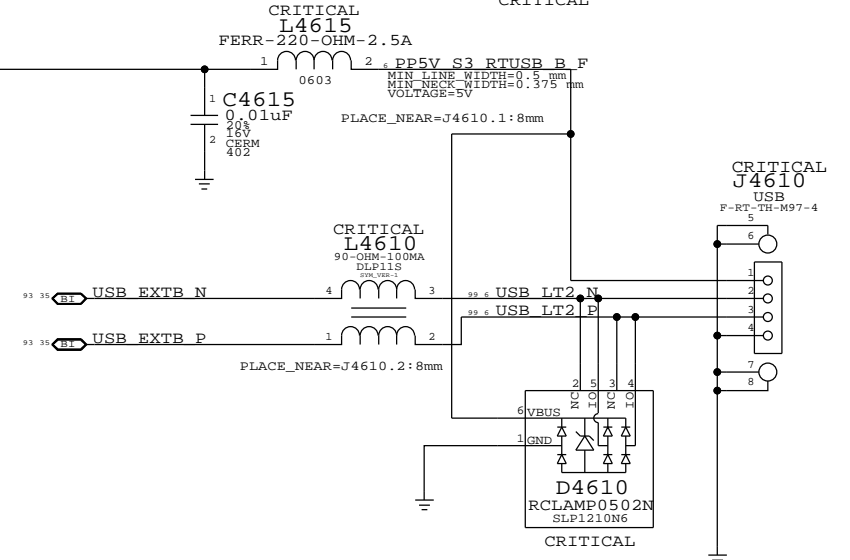 CRITICAL
CRITICAL
L4615
FERR-220-OHM-2.5A
1
2
6 PP5V_S3_RTUSB_B_F
0603
MIN_LINE_WIDTH=0.5 mm
MIN_NECK_WIDTH=0.375 mm
VOLTAGE=5V
1
C4615
0.01uF
20%
16V
2
CERM
402
PLACE_NEAR=J4610.1:8mm
CRITICAL
J4610
USB
F-RT-TH-M97-4
5
6
CRITICAL
L4610
90-OHM-100MA
DLP11S
SYM_VER-1
93 35 BI USB_EXTB_N
4
3
99 6 USB_LT2_N
1
2
99 6 USB_LT2_P
3
4
93 35 BI USB_EXTB_P
1
2
PLACE_NEAR=J4610.2:8mm
7
8
2 5 3 4
NC IO NC IO
6 VBUS
1 GND
D4610
RCLAMP0502N
SLP1210N6
CRITICAL